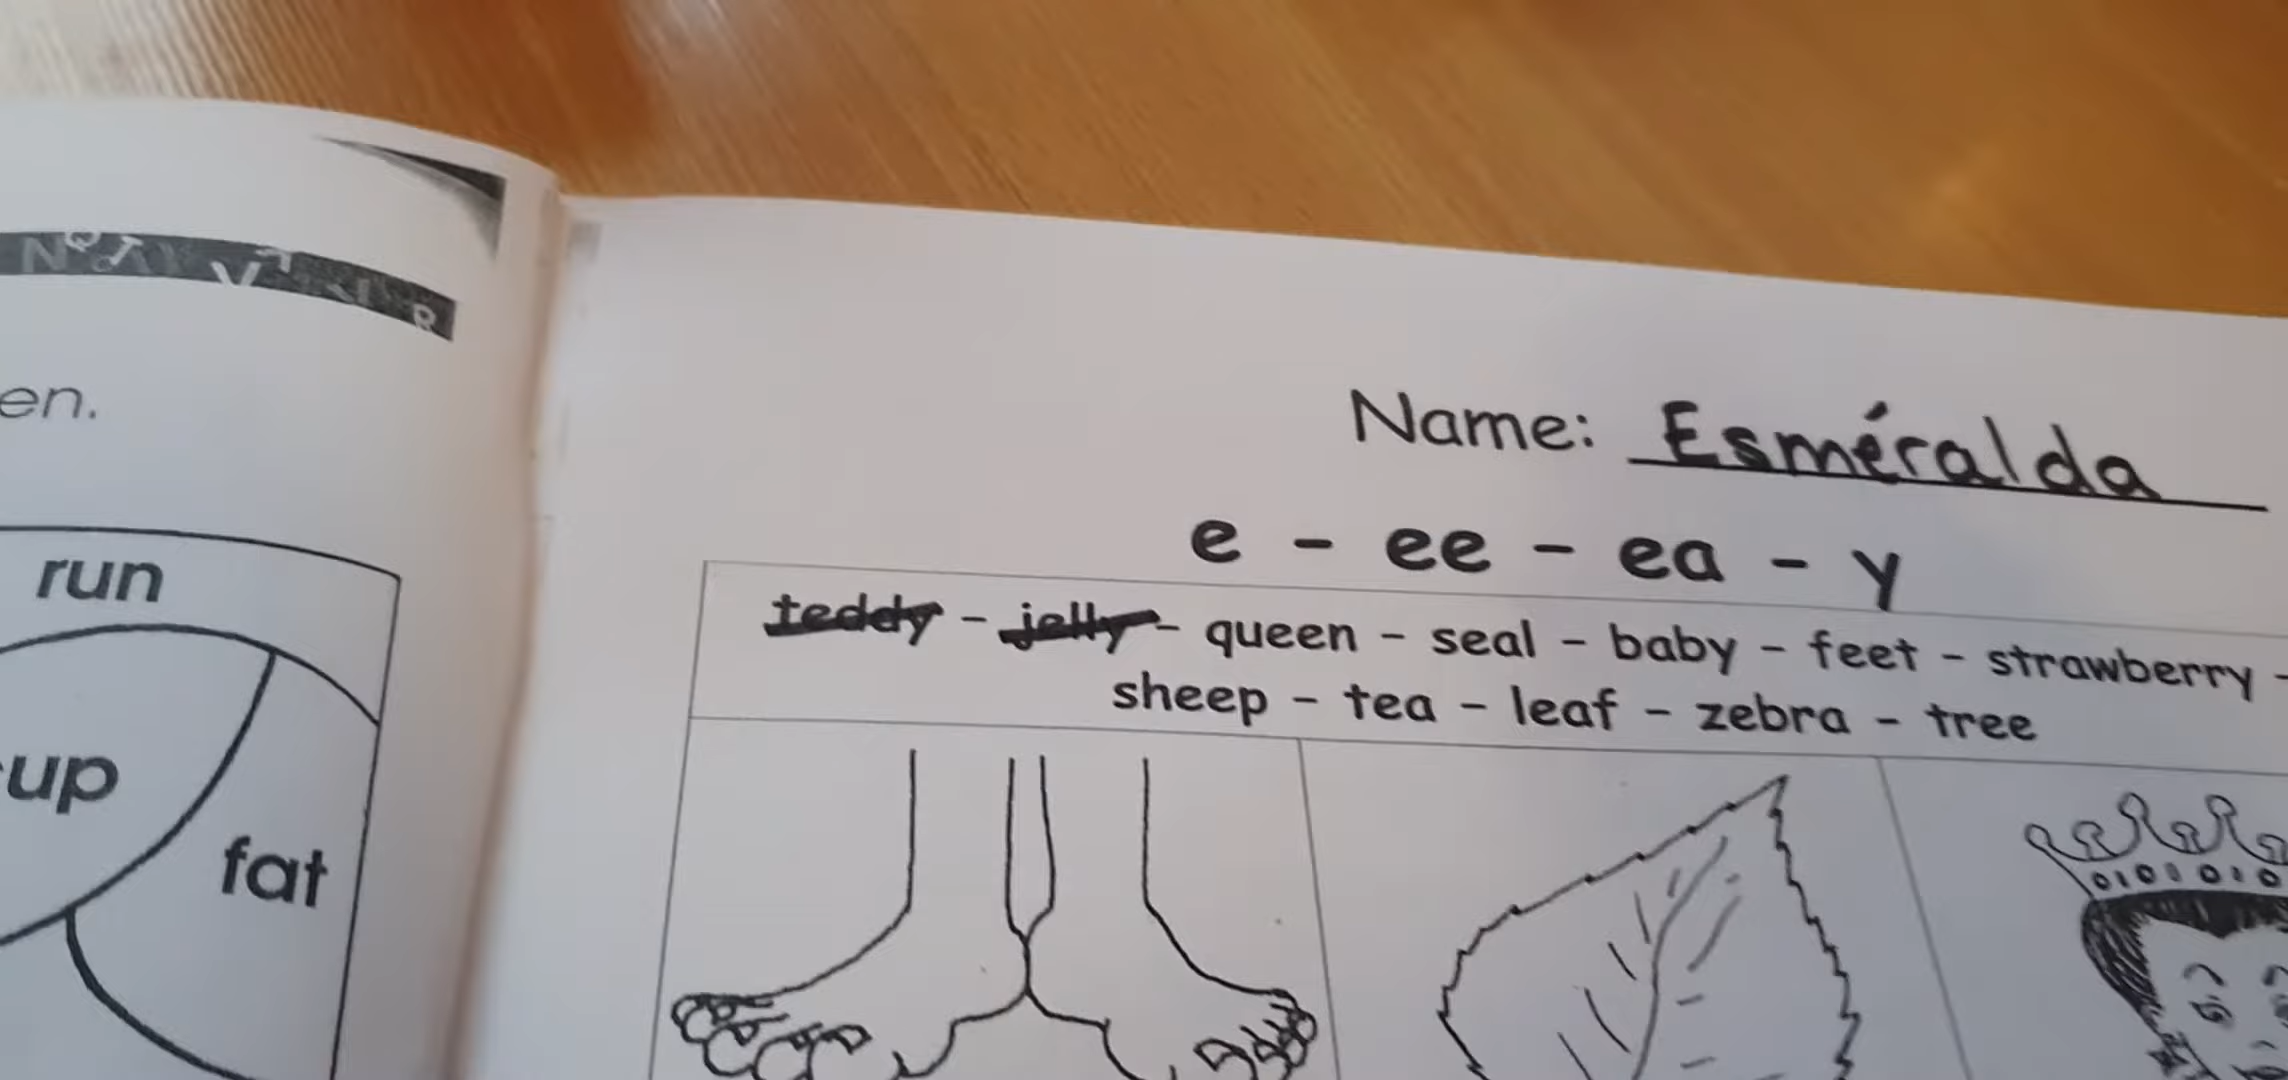 en.
run
up
fat
Name: Esméralda
e - ee - ea - y
teddy - jelly - queen - seal - baby - feet - strawberry -
sheep - tea - leaf - zebra - tree